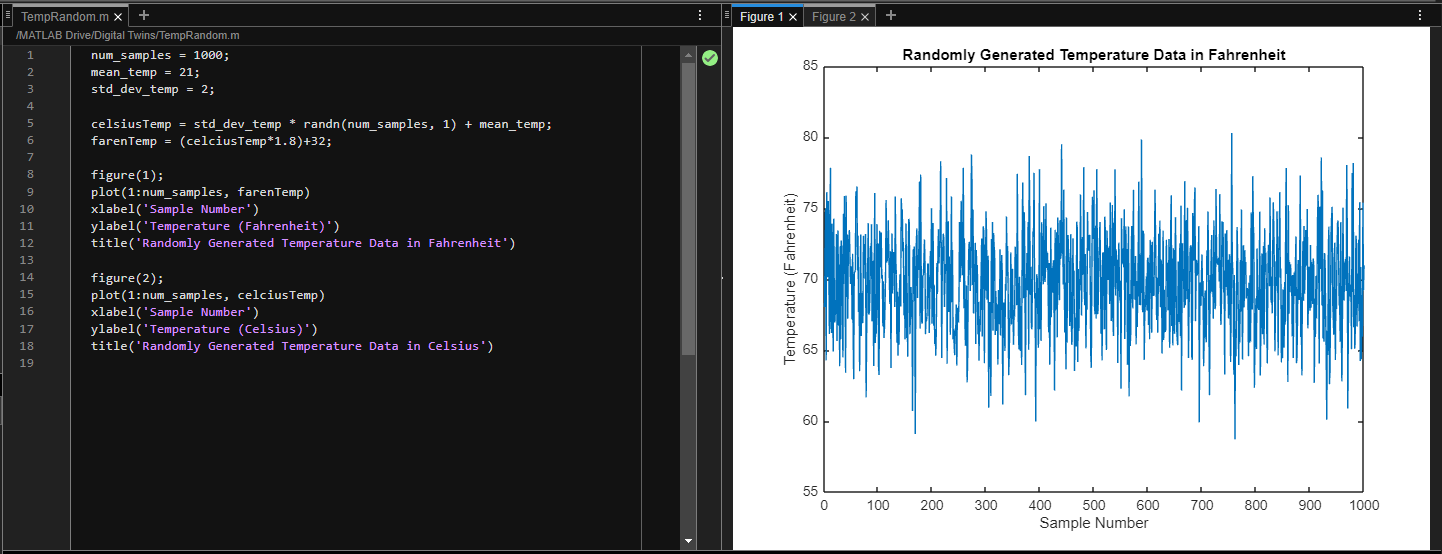 TempRandom.m × +
/MATLAB Drive/Digital Twins/TempRandom.m
1 num_samples = 1000;
2 mean_temp = 21;
3 std_dev_temp = 2;
4
5 celsiusTemp = std_dev_temp * randn(num_samples, 1) + mean_temp;
6 farenTemp = (celciusTemp*1.8)+32;
7
8 figure(1);
9 plot(1:num_samples, farenTemp)
10 xlabel('Sample Number')
11 ylabel('Temperature (Fahrenheit)')
12 title('Randomly Generated Temperature Data in Fahrenheit')
13
14 figure(2);
15 plot(1:num_samples, celciusTemp)
16 xlabel('Sample Number')
17 ylabel('Temperature (Celsius)')
18 title('Randomly Generated Temperature Data in Celsius')
19
Figure 1 × Figure 2 × +
Randomly Generated Temperature Data in Fahrenheit
Temperature (Fahrenheit)
85
80
75
70
65
60
55
0 100 200 300 400 500 600 700 800 900 1000
Sample Number